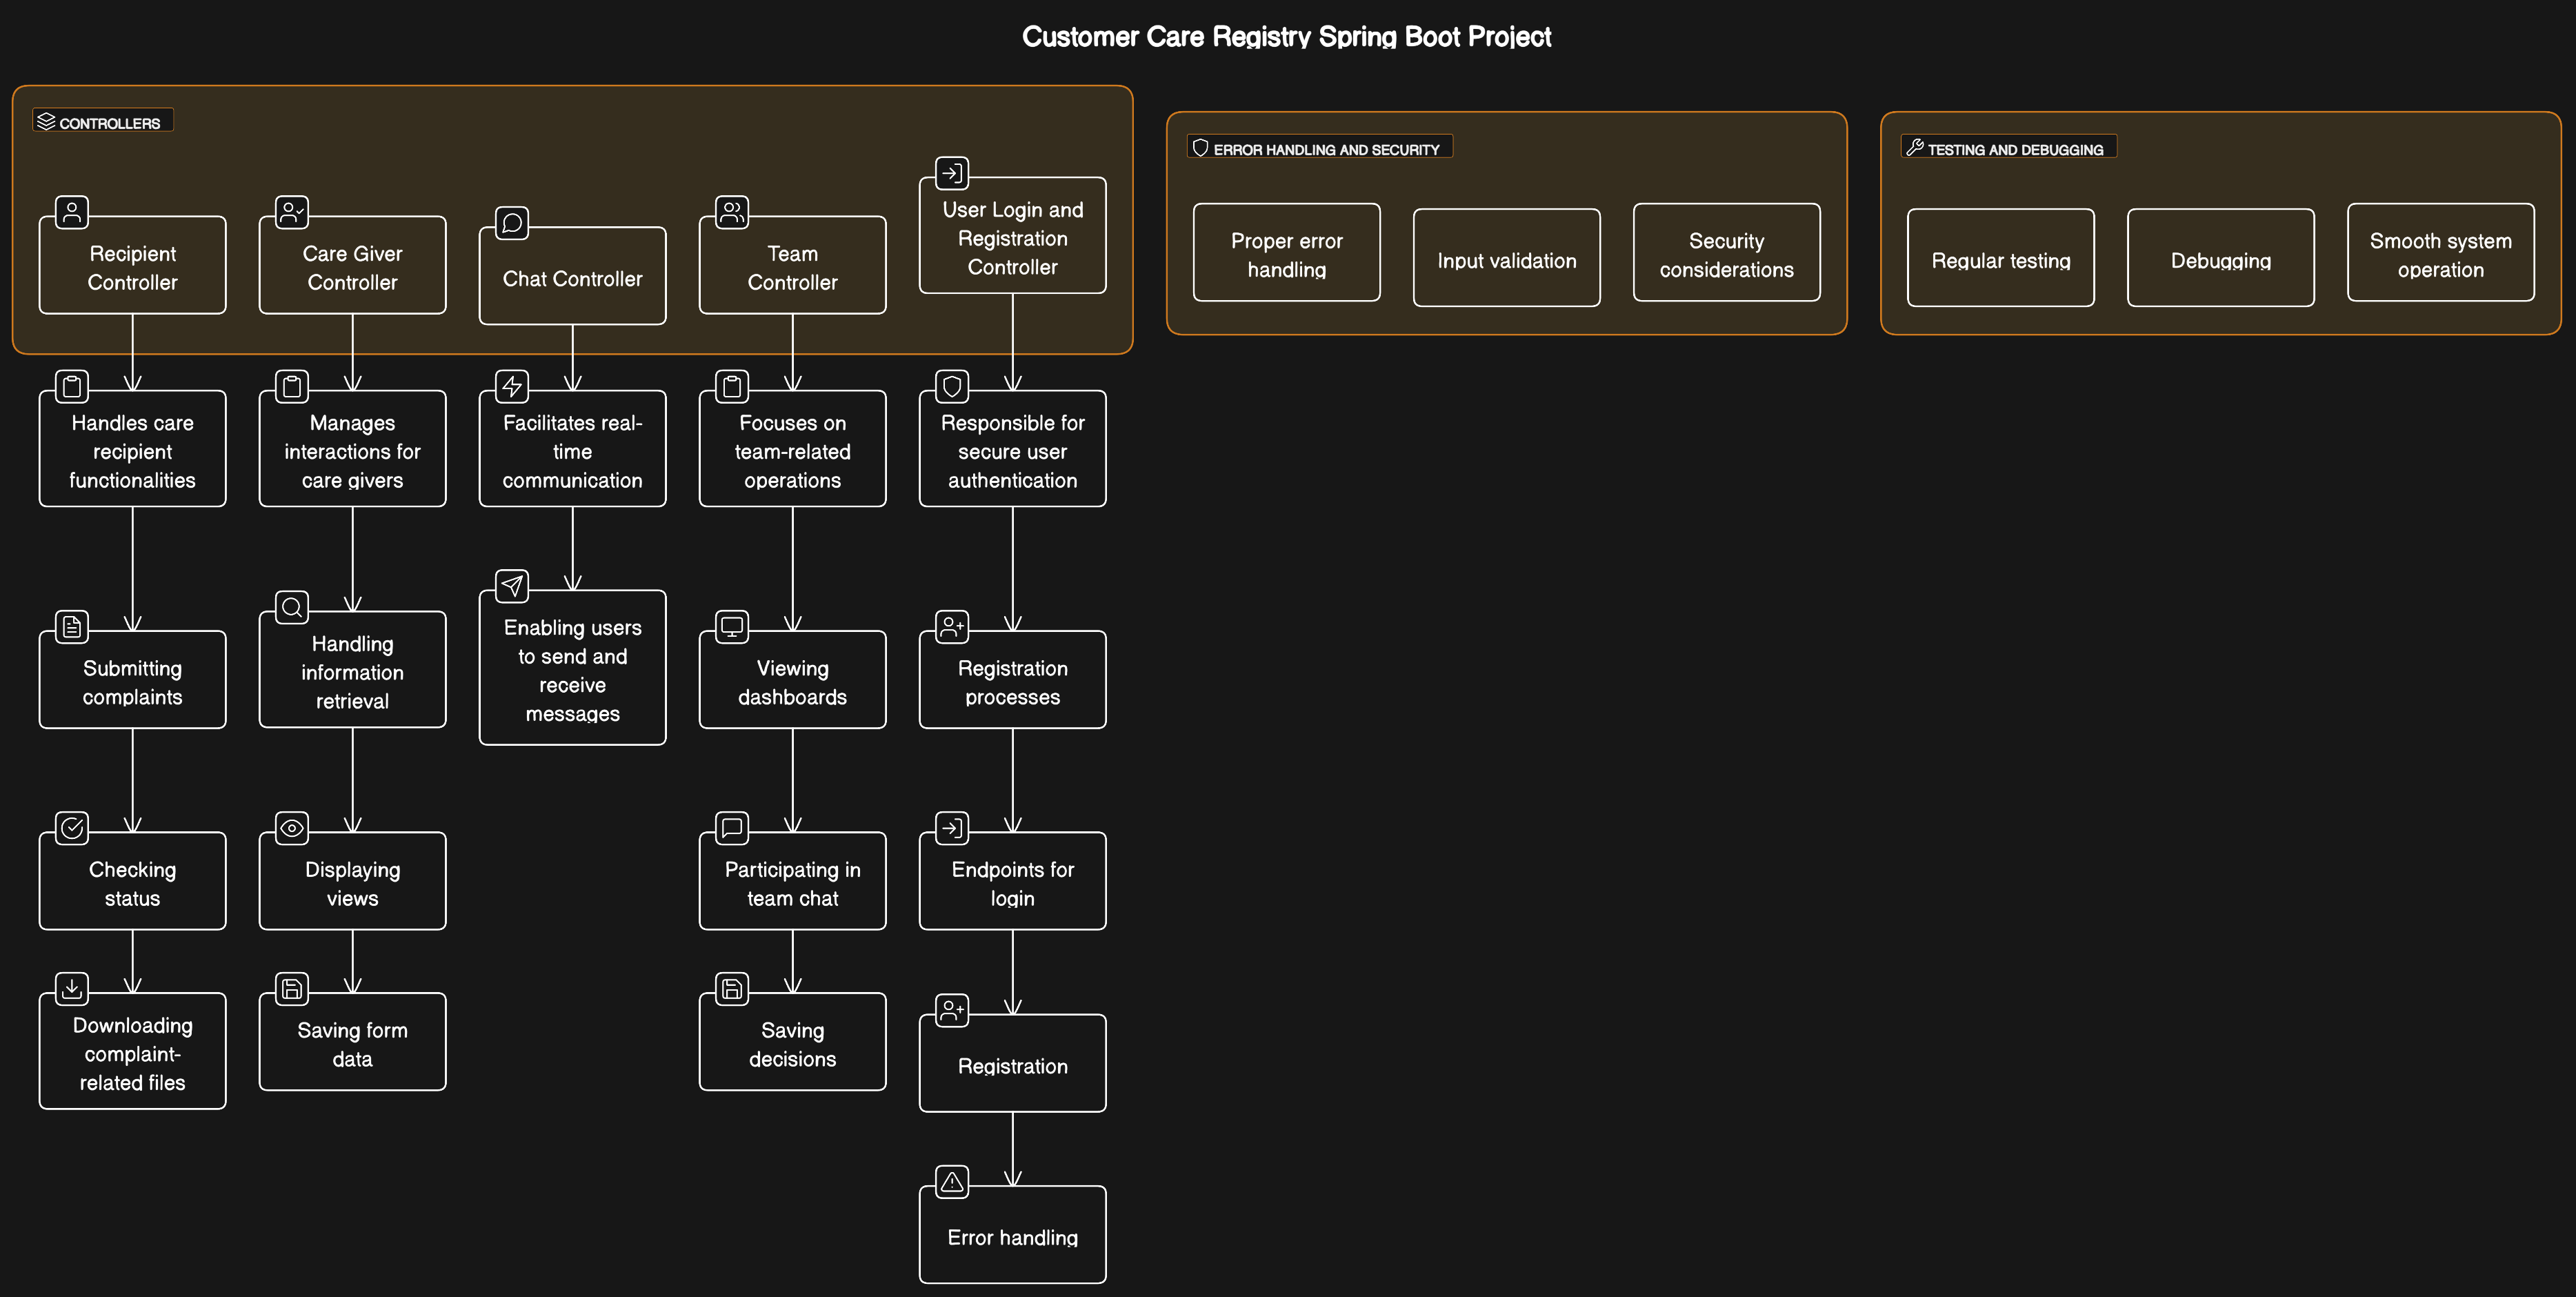 Customer Care Registry Spring Boot Project
CONTROLLERS
Recipient
Controller
Care Giver
Controller
Chat Controller
Team
Controller
User Login and
Registration
Controller
ERROR HANDLING AND SECURITY
Proper error
handling
Input validation
Security
considerations
TESTING AND DEBUGGING
Regular testing
Debugging
Smooth system
operation
Handles care
recipient
functionalities
Manages
interactions for
care givers
Facilitates real-
time
communication
Focuses on
team-related
operations
Responsible for
secure user
authentication
Submitting
complaints
Handling
information
retrieval
Enabling users
to send and
receive
messages
Viewing
dashboards
Registration
processes
Checking
status
Displaying
views
Participating in
team chat
Endpoints for
login
Downloading
complaint-
related files
Saving form
data
Saving
decisions
Registration
Error handling